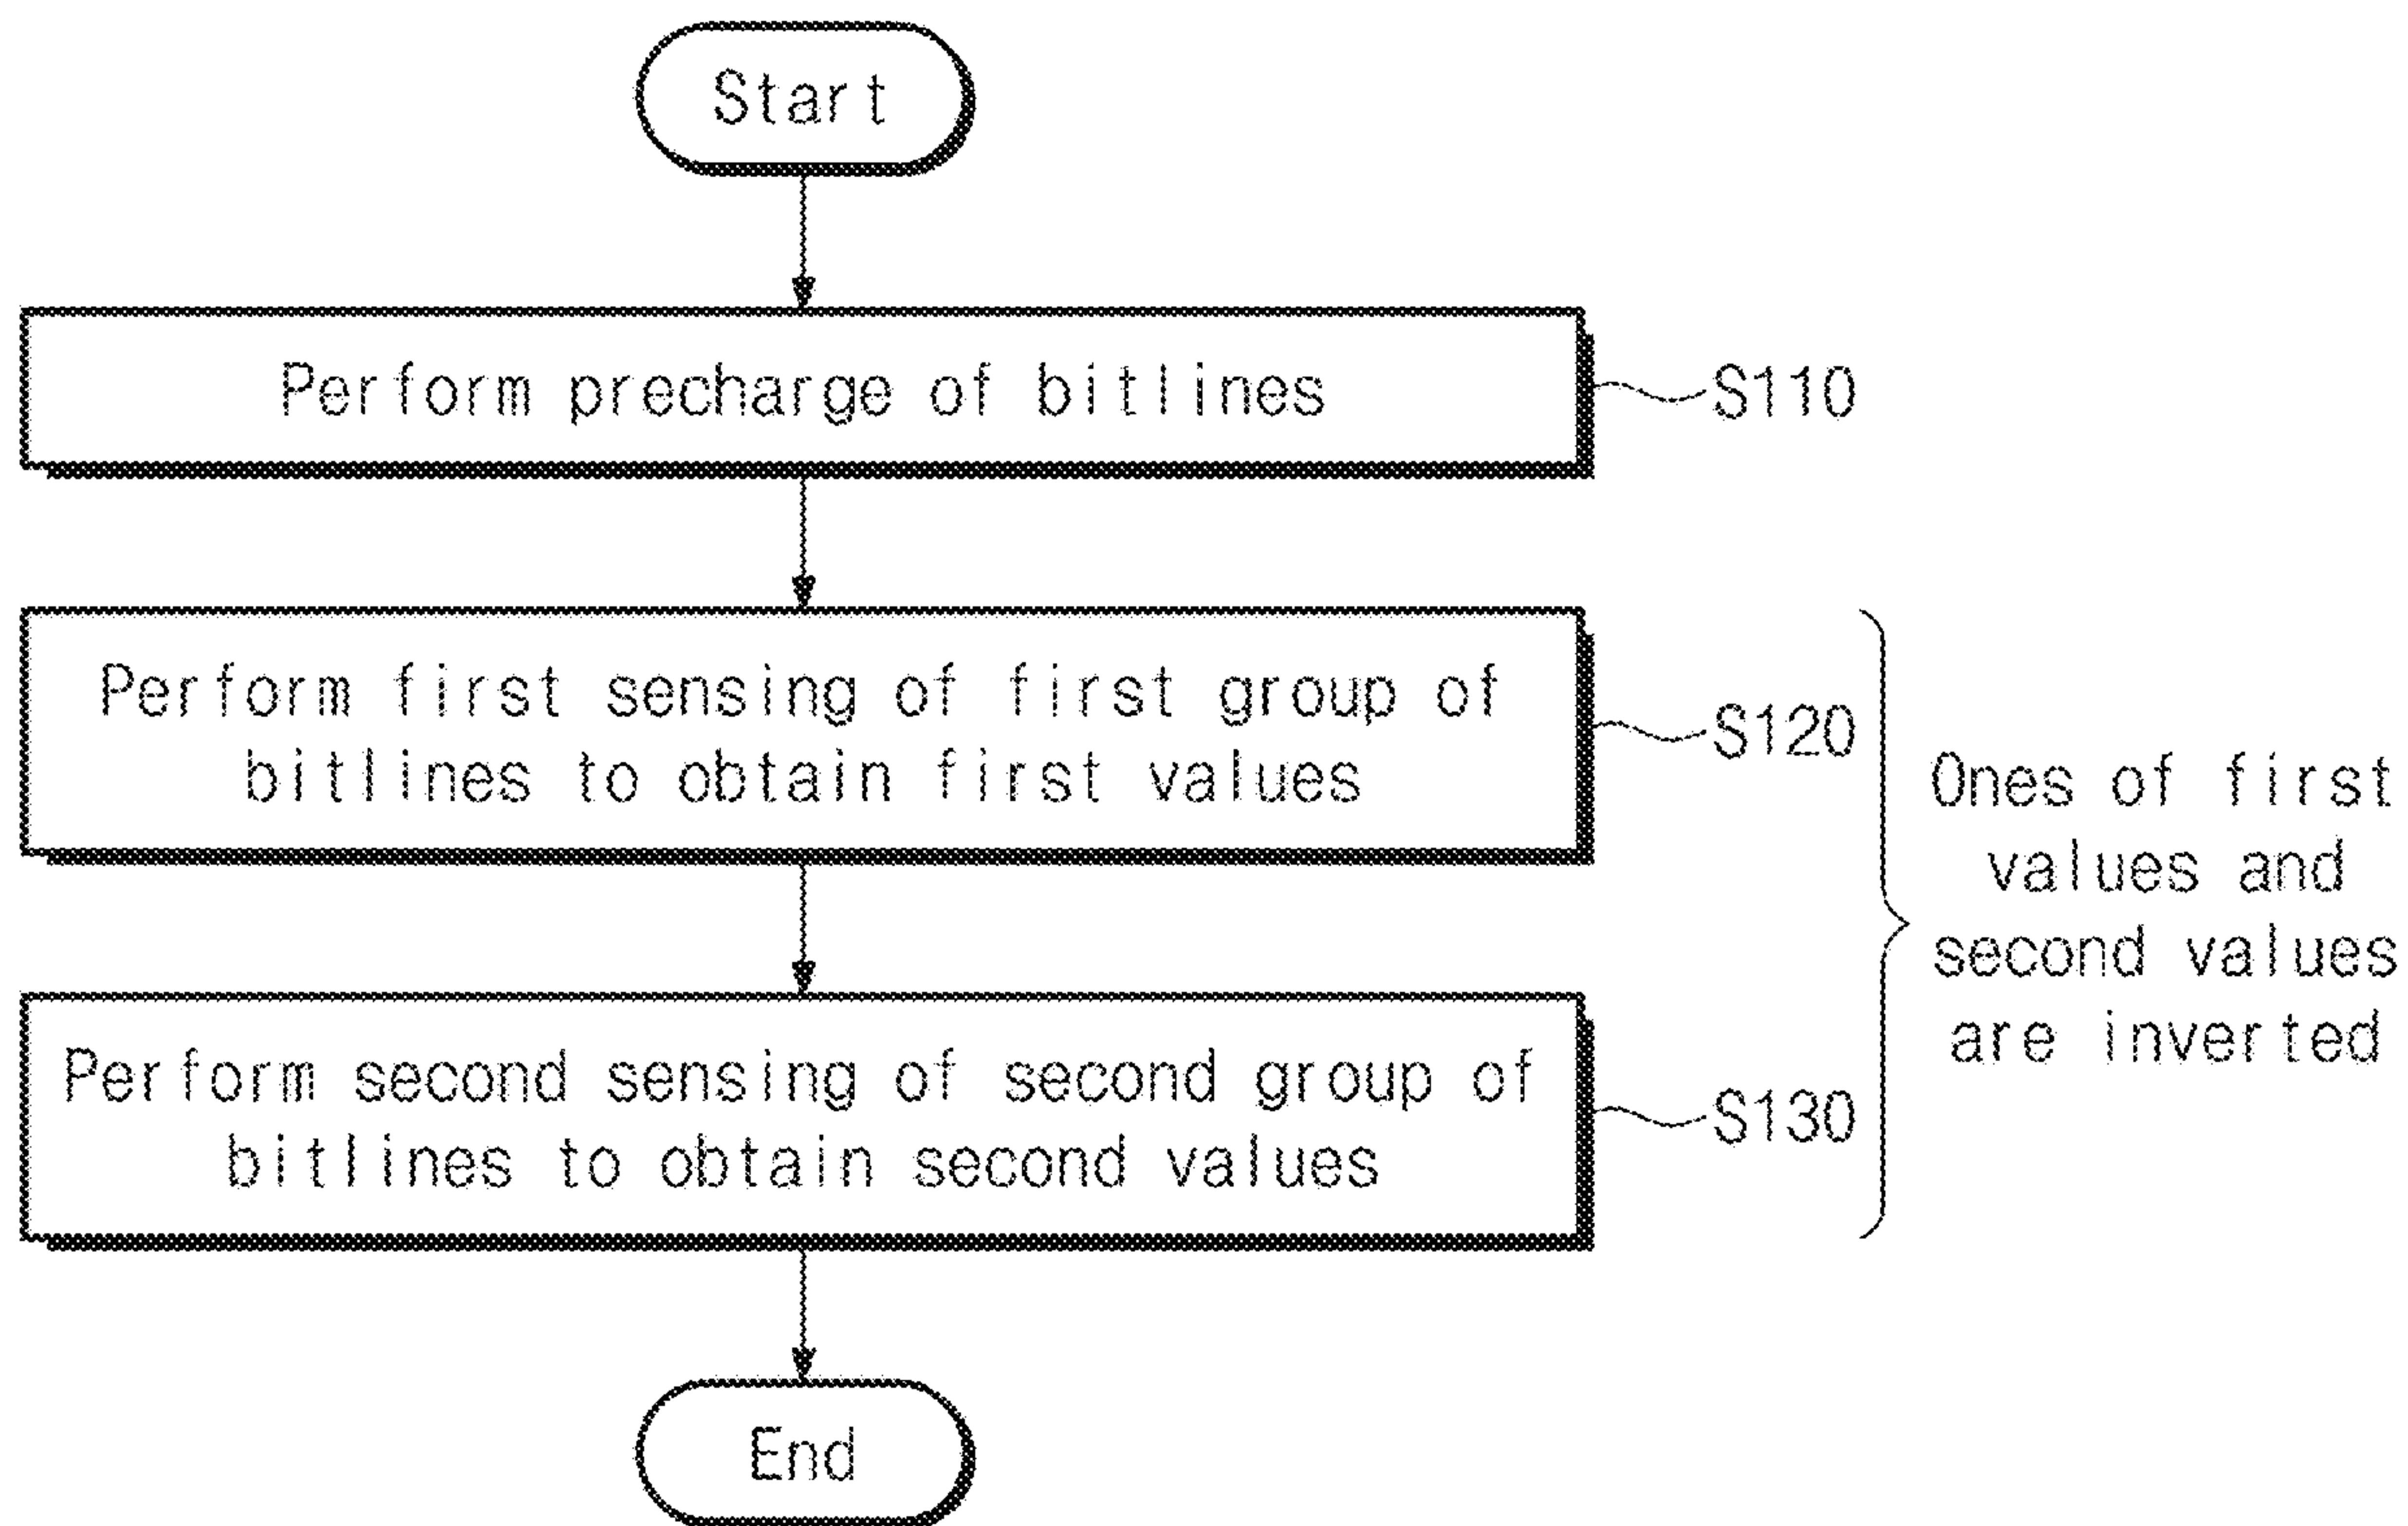 Start
Perform precharge of bitlines
S110
Perform first sensing of first group of
bitlines to obtain first values
S120
Perform second sensing of second group of
bitlines to obtain second values
S130
Ones of first
values and
second values
are inverted
End